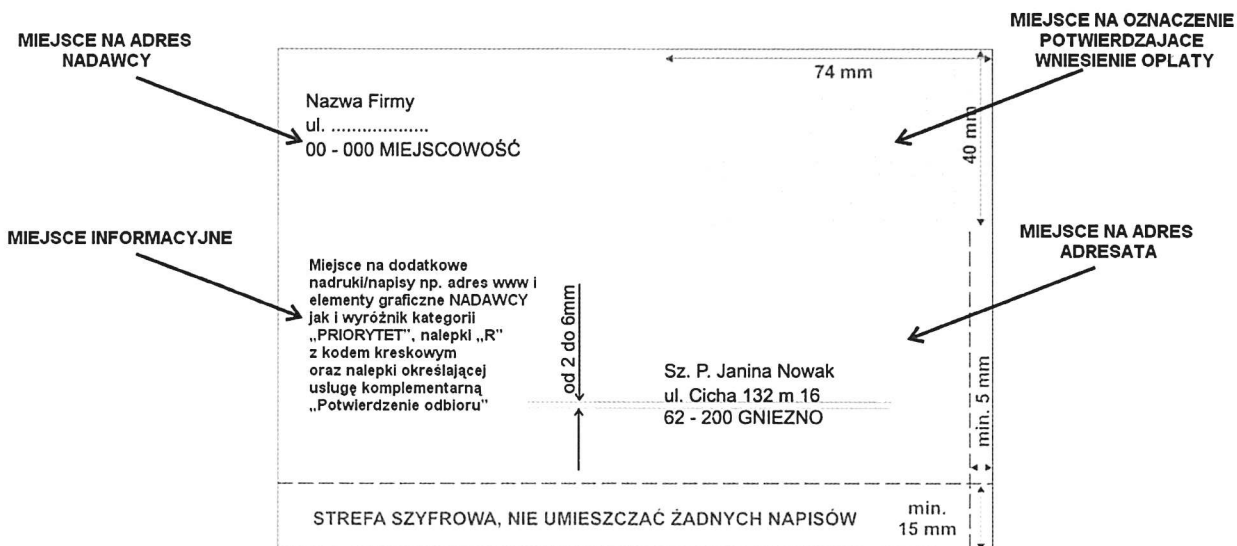 MIEJSCE NA ADRES
NADAWCY
MIEJSCE NA OZNACZENIE
POTWIERDZAJACE
WNIESIENIE OPLATY
74 mm
40 mm
Nazwa Firmy
ul. ...................
00 - 000 MIEJSCOWOŚĆ
MIEJSCE INFORMACYJNE
MIEJSCE NA ADRES
ADRESATA
Miejsce na dodatkowe
nadruki/napisy np. adres www i
elementy graficzne NADAWCY
jak i wyróżnik kategorii
„PRIORYTET", nalepki „R"
z kodem kreskowym
oraz nalepki określającej
uslugę komplementarną
„Potwierdzenie odbioru"
od 2 do 6mm
Sz. P. Janina Nowak
ul. Cicha 132 m 16
62 - 200 GNIEZNO
min. 5 mm
STREFA SZYFROWA, NIE UMIESZCZAĆ ŻADNYCH NAPISÓW
min.
15 mm